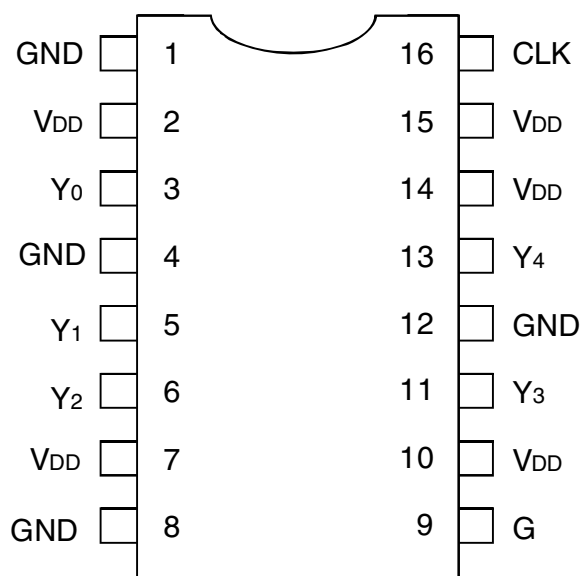 GND 1 16 CLK
VDD 2 15 VDD
Y0 3 14 VDD
GND 4 13 Y4
Y1 5 12 GND
Y2 6 11 Y3
VDD 7 10 VDD
GND 8 9 G